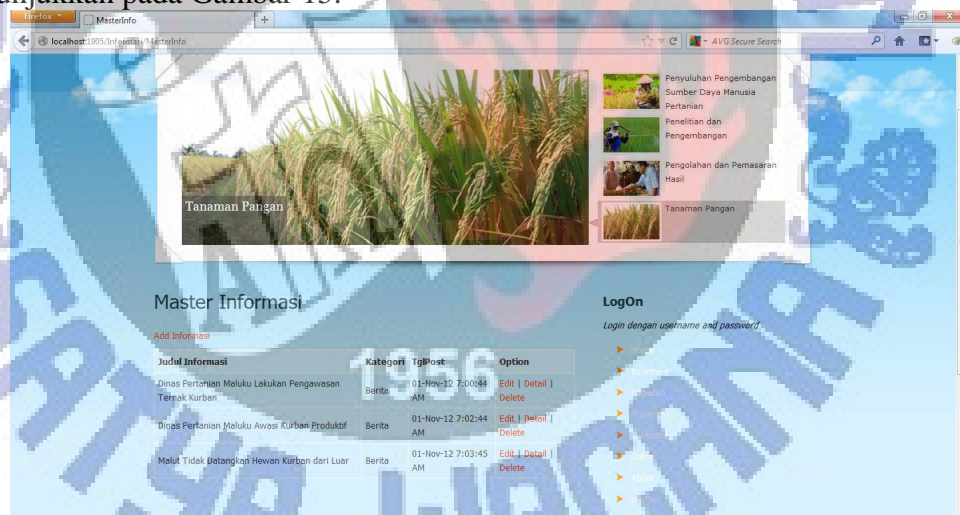 unjukkan pada Gambar 15.
Firefox
MasterInfo
localhost:1905/Informasi/MasterInfo
AVG Secure Search
Penyuluhan Pengembangan
Sumber Daya Manusia
Pertanian
Penelitian dan
Pengembangan
Pengolahan dan Pemasaran
Hasil
Tanaman Pangan
Tanaman Pangan
Master Informasi
Add Informasi
Judul Informasi Kategori TglPost Option
Dinas Pertanian Maluku Lakukan Pengawasan
Ternak Kurban
Berita
01-Nov-12 7:00:44
AM
Edit | Detail |
Delete
Dinas Pertanian Maluku Awasi Kurban Produktif
Berita
01-Nov-12 7:02:44
AM
Edit | Detail |
Delete
Malut Tidak Datangkan Hewan Kurban dari Luar
Berita
01-Nov-12 7:03:45
AM
Edit | Detail |
Delete
LogOn
Login dengan username and password
Informasi
About
1956